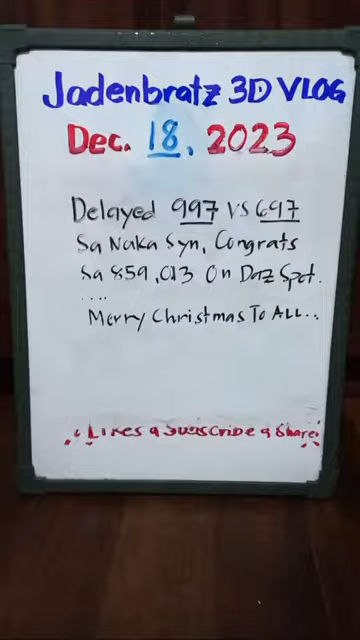 Jadenbratz 3D VLOG
Dec. 18, 2023
Delayed 997 VS 697
Sa Naka Syn, Congrats
Sa 859,013 On Daz Spot.
....
Merry Christmas To ALL..
Likes & Subscribe & Share